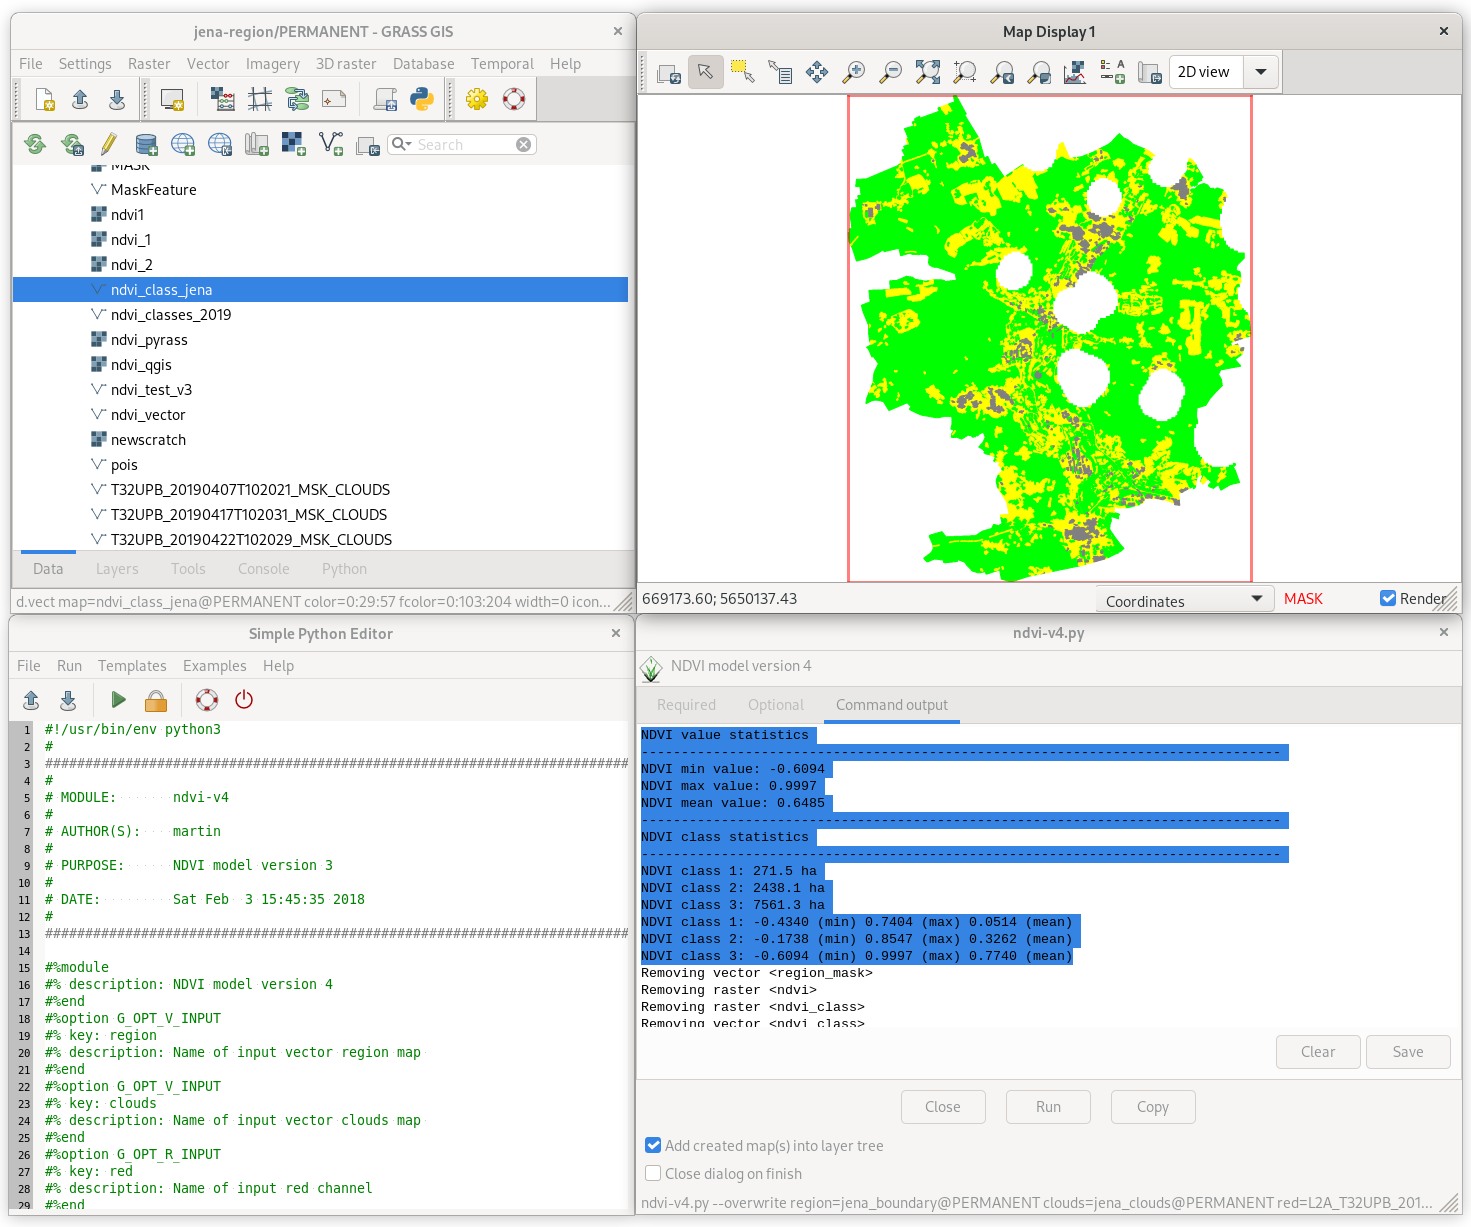 jena-region/PERMANENT - GRASS GIS
File Settings Raster Vector Imagery 3D raster Database Temporal Help
Search
MASK
MaskFeature
ndvi1
ndvi_1
ndvi_2
ndvi_class_jena
ndvi_classes_2019
ndvi_pyrass
ndvi_qgis
ndvi_test_v3
ndvi_vector
newscratch
pois
T32UPB_20190407T102021_MSK_CLOUDS
T32UPB_20190417T102031_MSK_CLOUDS
T32UPB_20190422T102029_MSK_CLOUDS
Data Layers Tools Console Python
d.vect map=ndvi_class_jena@PERMANENT color=0:29:57 fcolor=0:103:204 width=0 icon...
Map Display 1
2D view
669173.60; 5650137.43
Coordinates
MASK
Render
Simple Python Editor
File Run Templates Examples Help
1 #!/usr/bin/env python3
2 #
3 #########################################################################
4 #
5 # MODULE: ndvi-v4
6 #
7 # AUTHOR(S): martin
8 #
9 # PURPOSE: NDVI model version 3
10 #
11 # DATE: Sat Feb 3 15:45:35 2018
12 #
13 #########################################################################
14
15 #%module
16 #% description: NDVI model version 4
17 #%end
18 #%option G_OPT_V_INPUT
19 #% key: region
20 #% description: Name of input vector region map
21 #%end
22 #%option G_OPT_V_INPUT
23 #% key: clouds
24 #% description: Name of input vector clouds map
25 #%end
26 #%option G_OPT_R_INPUT
27 #% key: red
28 #% description: Name of input red channel
29 #%end
ndvi-v4.py
NDVI model version 4
Required Optional Command output
NDVI value statistics
--------------------------------------------------------------------------------
NDVI min value: -0.6094
NDVI max value: 0.9997
NDVI mean value: 0.6485
--------------------------------------------------------------------------------
NDVI class statistics
--------------------------------------------------------------------------------
NDVI class 1: 271.5 ha
NDVI class 2: 2438.1 ha
NDVI class 3: 7561.3 ha
NDVI class 1: -0.4340 (min) 0.7404 (max) 0.0514 (mean)
NDVI class 2: -0.1738 (min) 0.8547 (max) 0.3262 (mean)
NDVI class 3: -0.6094 (min) 0.9997 (max) 0.7740 (mean)
Removing vector <region_mask>
Removing raster <ndvi>
Removing raster <ndvi_class>
Removing vector <ndvi_class>
Clear Save
Close Run Copy
Add created map(s) into layer tree
Close dialog on finish
ndvi-v4.py --overwrite region=jena_boundary@PERMANENT clouds=jena_clouds@PERMANENT red=L2A_T32UPB_201...